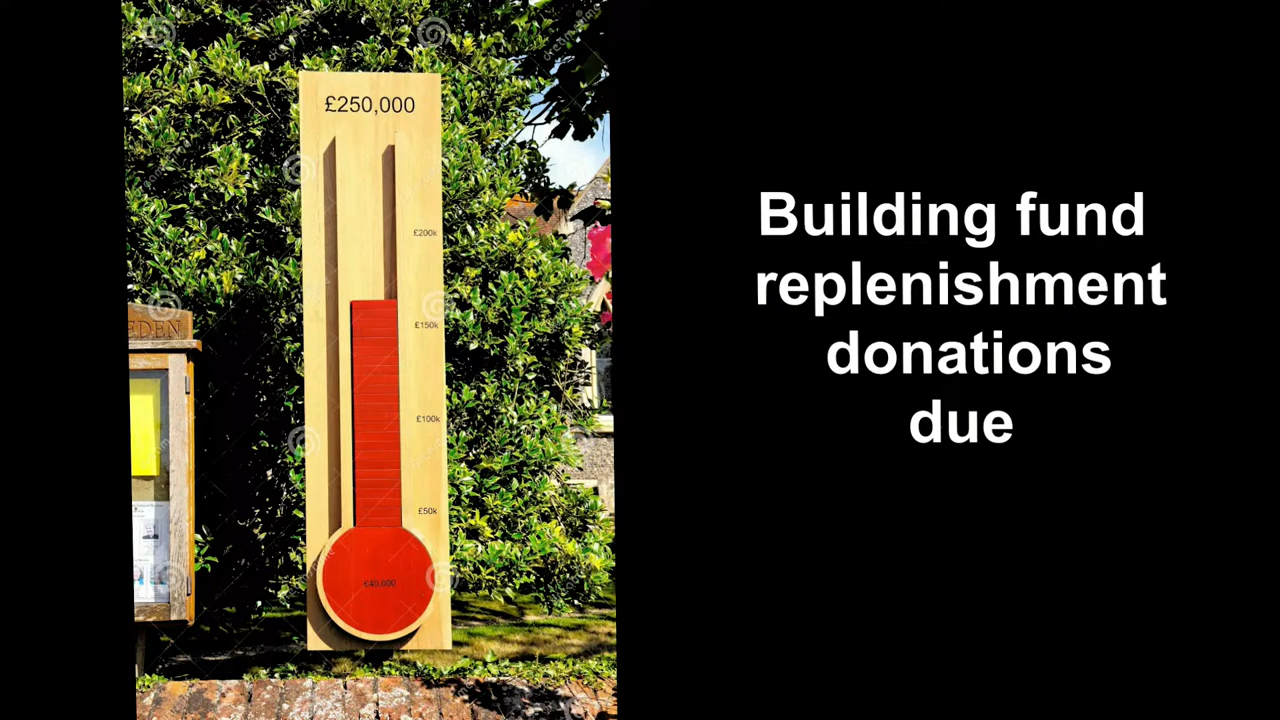 £250,000
£200k
£150k
£100k
£50k
£40,000
EDEN
Building fund
replenishment
donations
due